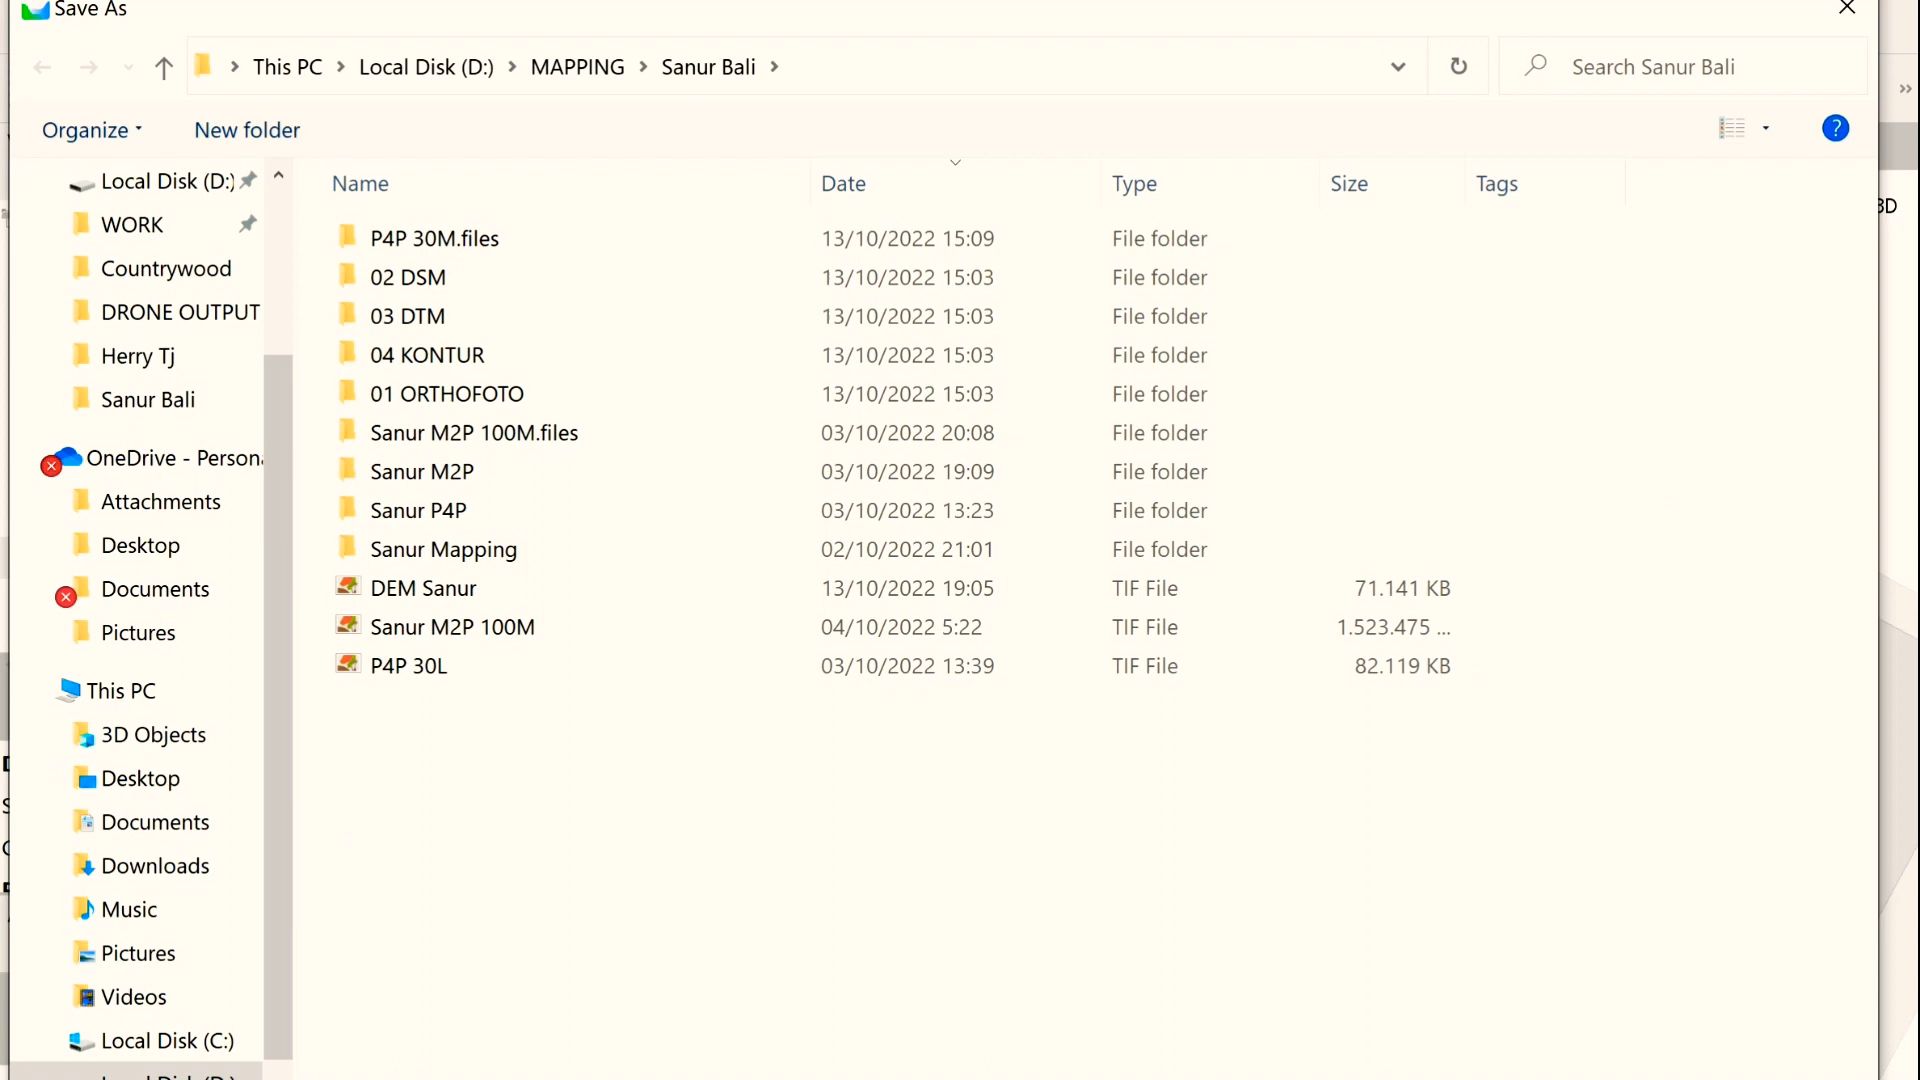 Save As
This PC
Local Disk (D:)
MAPPING
Sanur Bali
Search Sanur Bali
Organize
New folder
Local Disk (D:)
WORK
Countrywood
DRONE OUTPUT
Herry Tj
Sanur Bali
OneDrive - Person
Attachments
Desktop
Documents
Pictures
This PC
3D Objects
Desktop
Documents
Downloads
Music
Pictures
Videos
Local Disk (C:)
Name Date Type Size Tags
P4P 30M.files 13/10/2022 15:09 File folder
02 DSM 13/10/2022 15:03 File folder
03 DTM 13/10/2022 15:03 File folder
04 KONTUR 13/10/2022 15:03 File folder
01 ORTHOFOTO 13/10/2022 15:03 File folder
Sanur M2P 100M.files 03/10/2022 20:08 File folder
Sanur M2P 03/10/2022 19:09 File folder
Sanur P4P 03/10/2022 13:23 File folder
Sanur Mapping 02/10/2022 21:01 File folder
DEM Sanur 13/10/2022 19:05 TIF File 71.141 KB
Sanur M2P 100M 04/10/2022 5:22 TIF File 1.523.475 ...
P4P 30L 03/10/2022 13:39 TIF File 82.119 KB
3D